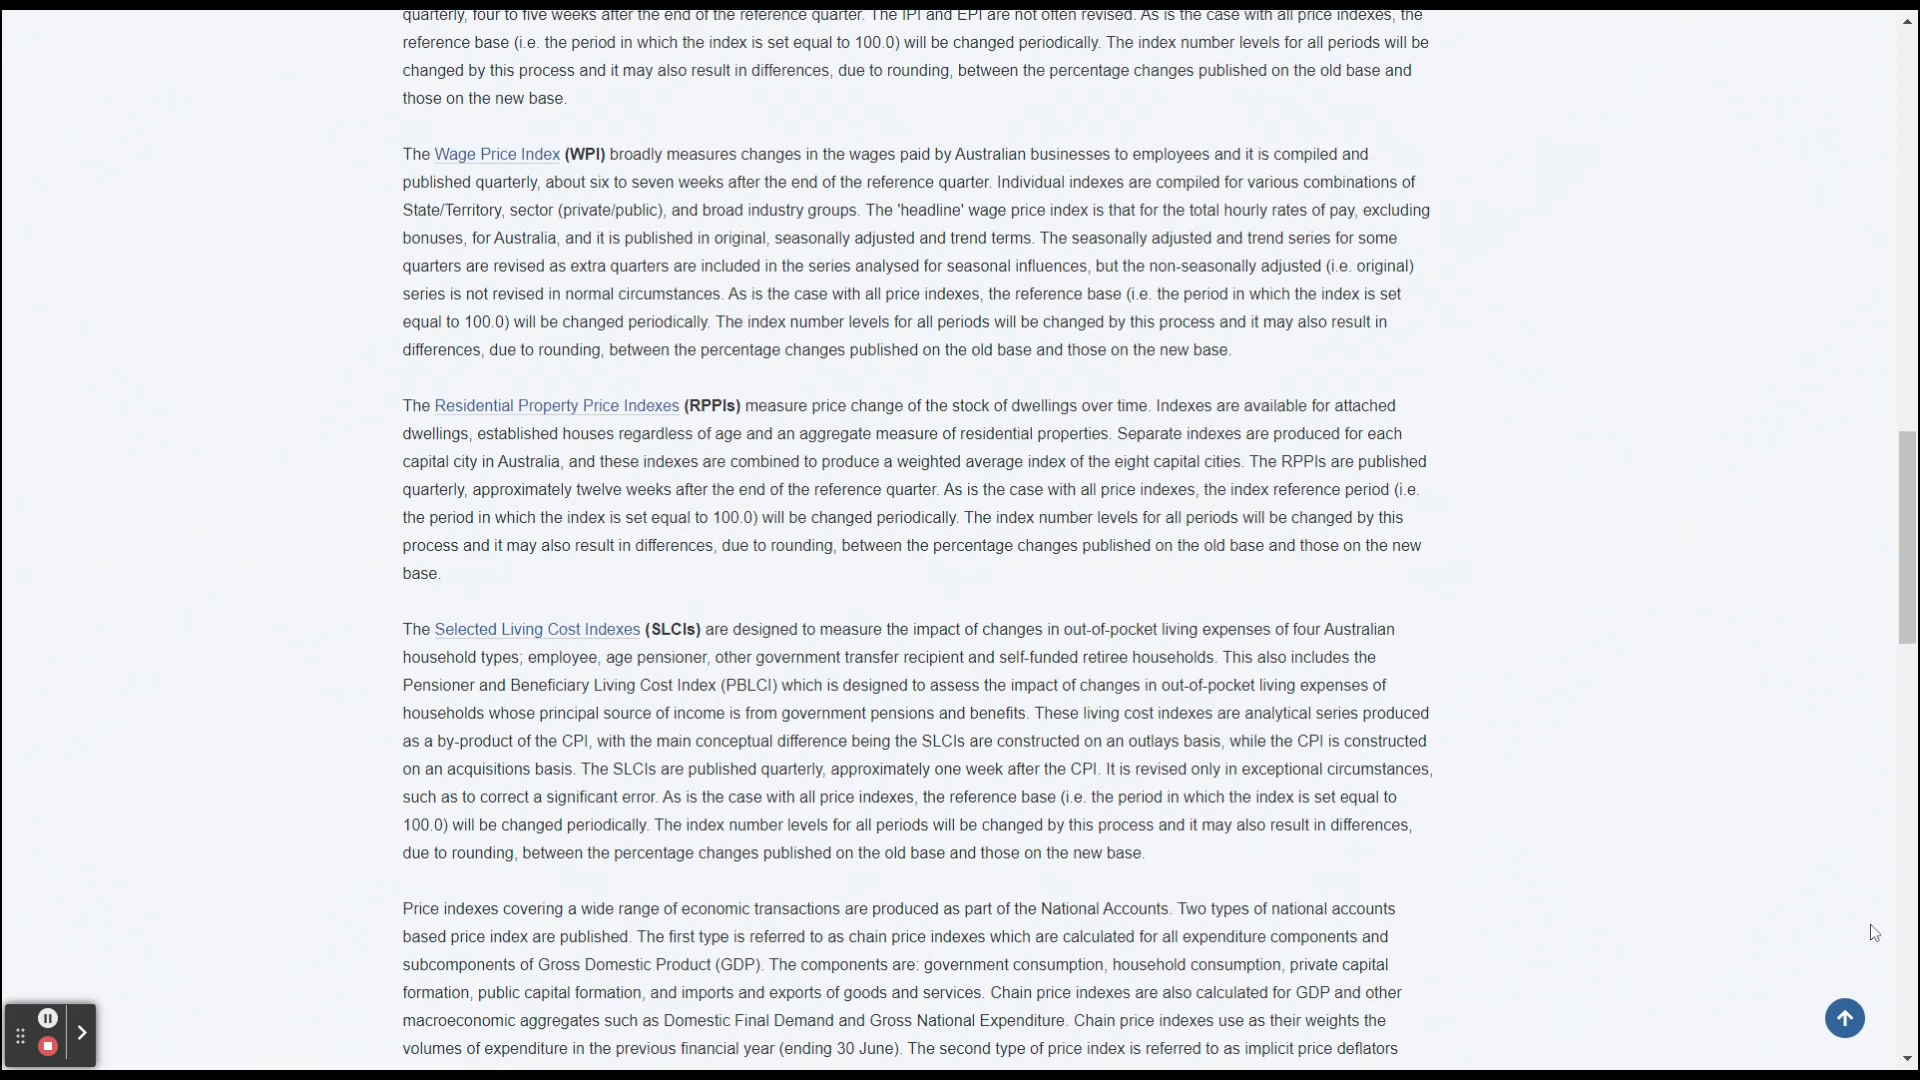 quarterly, four to five weeks after the end of the reference quarter. The IPI and EPI are not often revised. As is the case with all price indexes, the
reference base (i.e. the period in which the index is set equal to 100.0) will be changed periodically. The index number levels for all periods will be
changed by this process and it may also result in differences, due to rounding, between the percentage changes published on the old base and
those on the new base.
The Wage Price Index (WPI) broadly measures changes in the wages paid by Australian businesses to employees and it is compiled and
published quarterly, about six to seven weeks after the end of the reference quarter. Individual indexes are compiled for various combinations of
State/Territory, sector (private/public), and broad industry groups. The 'headline' wage price index is that for the total hourly rates of pay, excluding
bonuses, for Australia, and it is published in original, seasonally adjusted and trend terms. The seasonally adjusted and trend series for some
quarters are revised as extra quarters are included in the series analysed for seasonal influences, but the non-seasonally adjusted (i.e. original)
series is not revised in normal circumstances. As is the case with all price indexes, the reference base (i.e. the period in which the index is set
equal to 100.0) will be changed periodically. The index number levels for all periods will be changed by this process and it may also result in
differences, due to rounding, between the percentage changes published on the old base and those on the new base.
The Residential Property Price Indexes (RPPIs) measure price change of the stock of dwellings over time. Indexes are available for attached
dwellings, established houses regardless of age and an aggregate measure of residential properties. Separate indexes are produced for each
capital city in Australia, and these indexes are combined to produce a weighted average index of the eight capital cities. The RPPIs are published
quarterly, approximately twelve weeks after the end of the reference quarter. As is the case with all price indexes, the index reference period (i.e.
the period in which the index is set equal to 100.0) will be changed periodically. The index number levels for all periods will be changed by this
process and it may also result in differences, due to rounding, between the percentage changes published on the old base and those on the new
base.
The Selected Living Cost Indexes (SLCIs) are designed to measure the impact of changes in out-of-pocket living expenses of four Australian
household types; employee, age pensioner, other government transfer recipient and self-funded retiree households. This also includes the
Pensioner and Beneficiary Living Cost Index (PBLCI) which is designed to assess the impact of changes in out-of-pocket living expenses of
households whose principal source of income is from government pensions and benefits. These living cost indexes are analytical series produced
as a by-product of the CPI, with the main conceptual difference being the SLCIs are constructed on an outlays basis, while the CPI is constructed
on an acquisitions basis. The SLCIs are published quarterly, approximately one week after the CPI. It is revised only in exceptional circumstances,
such as to correct a significant error. As is the case with all price indexes, the reference base (i.e. the period in which the index is set equal to
100.0) will be changed periodically. The index number levels for all periods will be changed by this process and it may also result in differences,
due to rounding, between the percentage changes published on the old base and those on the new base.
Price indexes covering a wide range of economic transactions are produced as part of the National Accounts. Two types of national accounts
based price index are published. The first type is referred to as chain price indexes which are calculated for all expenditure components and
subcomponents of Gross Domestic Product (GDP). The components are: government consumption, household consumption, private capital
formation, public capital formation, and imports and exports of goods and services. Chain price indexes are also calculated for GDP and other
macroeconomic aggregates such as Domestic Final Demand and Gross National Expenditure. Chain price indexes use as their weights the
volumes of expenditure in the previous financial year (ending 30 June). The second type of price index is referred to as implicit price deflators